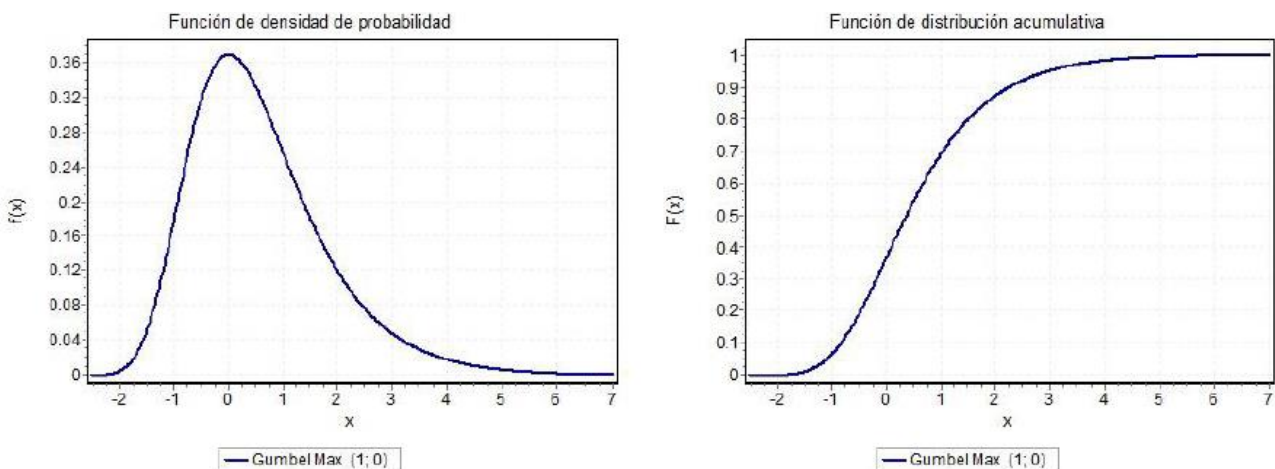 Función de densidad de probabilidad
0.36
0.32
0.28
0.24
0.2
0.16
0.12
0.08
0.04
0
f(x)
-2 -1 0 1 2 3 4 5 6 7
x
Gumbel Max (1; 0)
Función de distribución acumulativa
1
0.9
0.8
0.7
0.6
0.5
0.4
0.3
0.2
0.1
0
F(x)
-2 -1 0 1 2 3 4 5 6 7
x
Gumbel Max (1; 0)